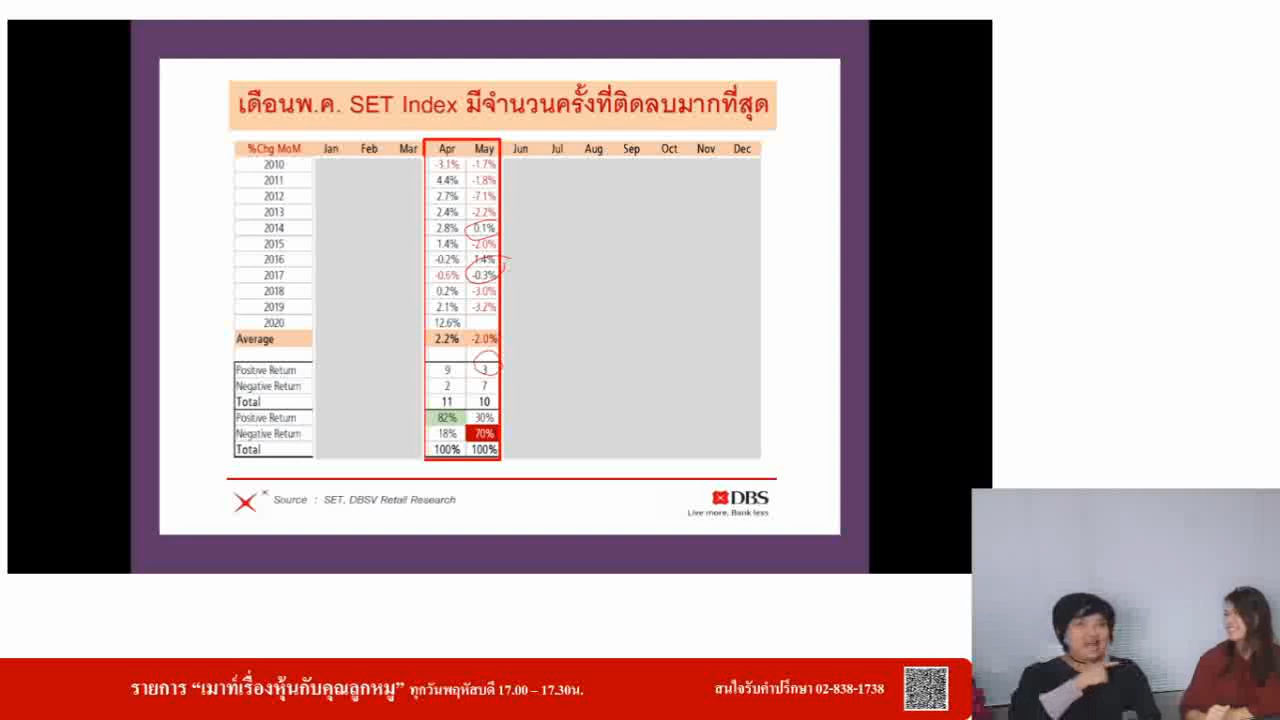 เดือนพ.ค. SET Index มีจำนวนครั้งที่ติดลบมากที่สุด
%Chg MoM Jan Feb Mar Apr May Jun Jul Aug Sep Oct Nov Dec
2010 -3.1% -1.7%
2011 4.4% -1.8%
2012 2.7% -7.1%
2013 2.4% -2.2%
2014 2.8% 0.1%
2015 1.4% -2.0%
2016 -0.2% 1.4%
2017 -0.6% -0.3%
2018 0.2% -3.0%
2019 2.1% -3.2%
2020 12.6%
Average 2.2% -2.0%
Positive Return 9 3
Negative Return 2 7
Total 11 10
Positive Return 82% 30%
Negative Return 18% 70%
Total 100% 100%
Source : SET, DBSV Retail Research
DBS
Live more, Bank less
รายการ “เมาท์เรื่องหุ้นกับคุณลูกหมู” ทุกวันพฤหัสบดี 17.00 - 17.30น.
สนใจรับคำปรึกษา 02-838-1738